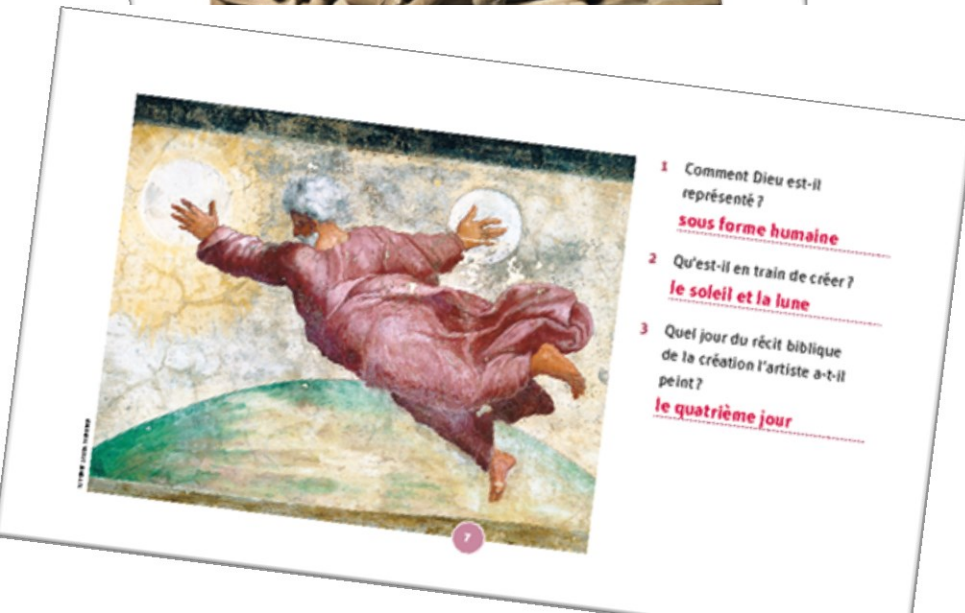 1 Comment Dieu est-il
représenté ?
sous forme humaine
2 Qu'est-il en train de créer ?
le soleil et la lune
3 Quel jour du récit biblique
de la création l'artiste a-t-il
peint ?
le quatrième jour
7